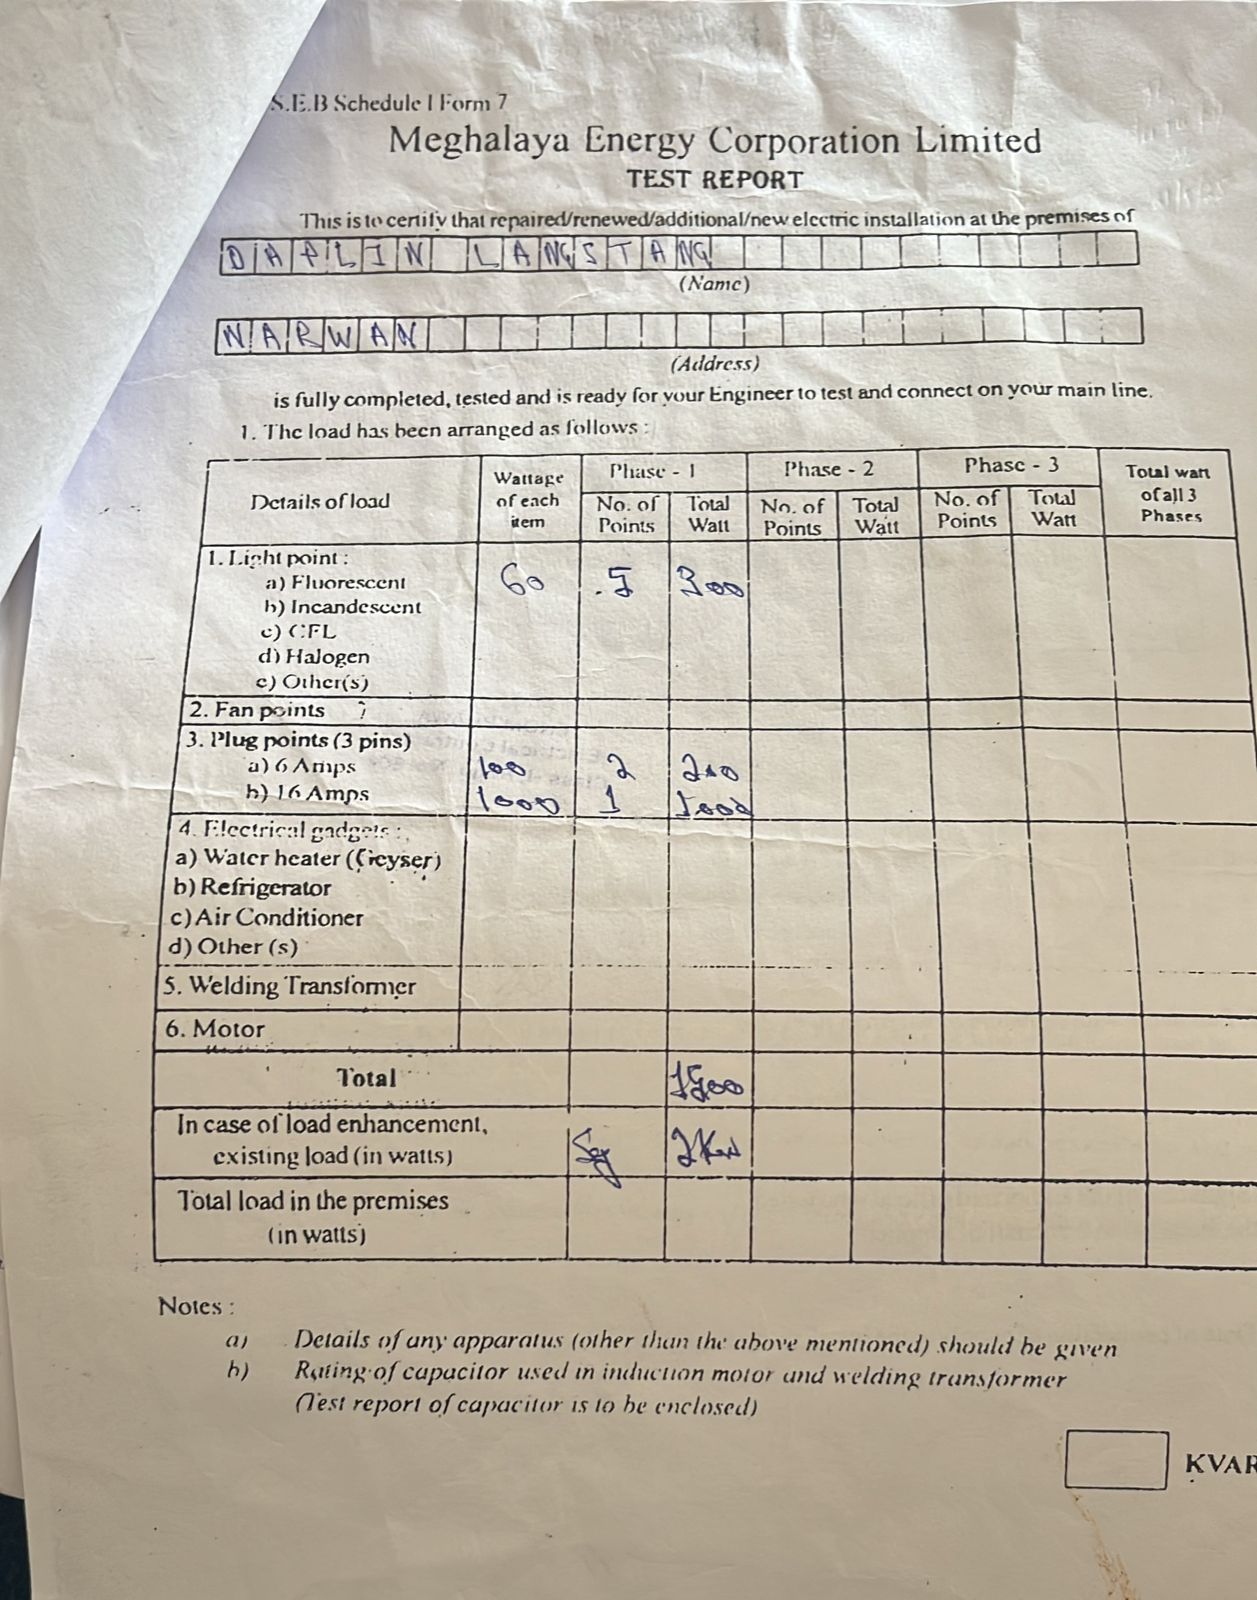 S.E.B Schedule I Form 7
Meghalaya Energy Corporation Limited
TEST REPORT
This is to certify that repaired/renewed/additional/new electric installation at the premises of
DAPLIN LANGSTANG
(Name)
NARWAN
(Address)
is fully completed, tested and is ready for your Engineer to test and connect on your main line.
1. The load has been arranged as follows :
Details of load Wattage of each item Phase - 1 Phase - 2 Phase - 3 Total watt of all 3 Phases
No. of Points Total Watt No. of Points Total Watt No. of Points Total Watt
1. Light point :
a) Fluorescent 60 5 300
b) Incandescent
c) CFL
d) Halogen
e) Other(s)
2. Fan points
3. Plug points (3 pins)
a) 6 Amps 100 2 200
b) 16 Amps 1000 1 1000
4. Electrical gadgets :
a) Water heater (Geyser)
b) Refrigerator
c) Air Conditioner
d) Other (s)
5. Welding Transformer
6. Motor
Total 1500
In case of load enhancement,
existing load (in watts) Say 2 Kw
Total load in the premises
(in watts)
Notes :
a) Details of any apparatus (other than the above mentioned) should be given
b) Rating of capacitor used in induction motor and welding transformer
(Test report of capacitor is to be enclosed)
KVAR